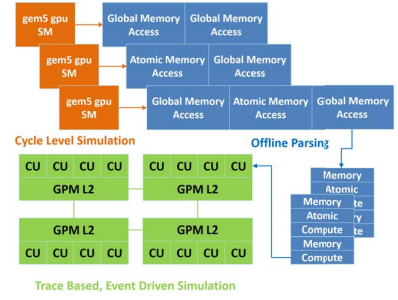 gem5 gpu
SM
Global Memory
Access
Global Memory
Access
gem5 gpu
SM
Atomic Memory
Access
Global Memory
Access
gem5 gpu
SM
Global Memory
Access
Atomic Memory
Access
Global Memory
Access
Cycle Level Simulation
Offline Parsing
CU CU CU CU
CU CU CU CU
GPM L2
GPM L2
GPM L2
GPM L2
CU CU CU CU
CU CU CU CU
Memory
Atomic
Memory
Atomic
Compute
Memory
Compute
Trace Based, Event Driven Simulation